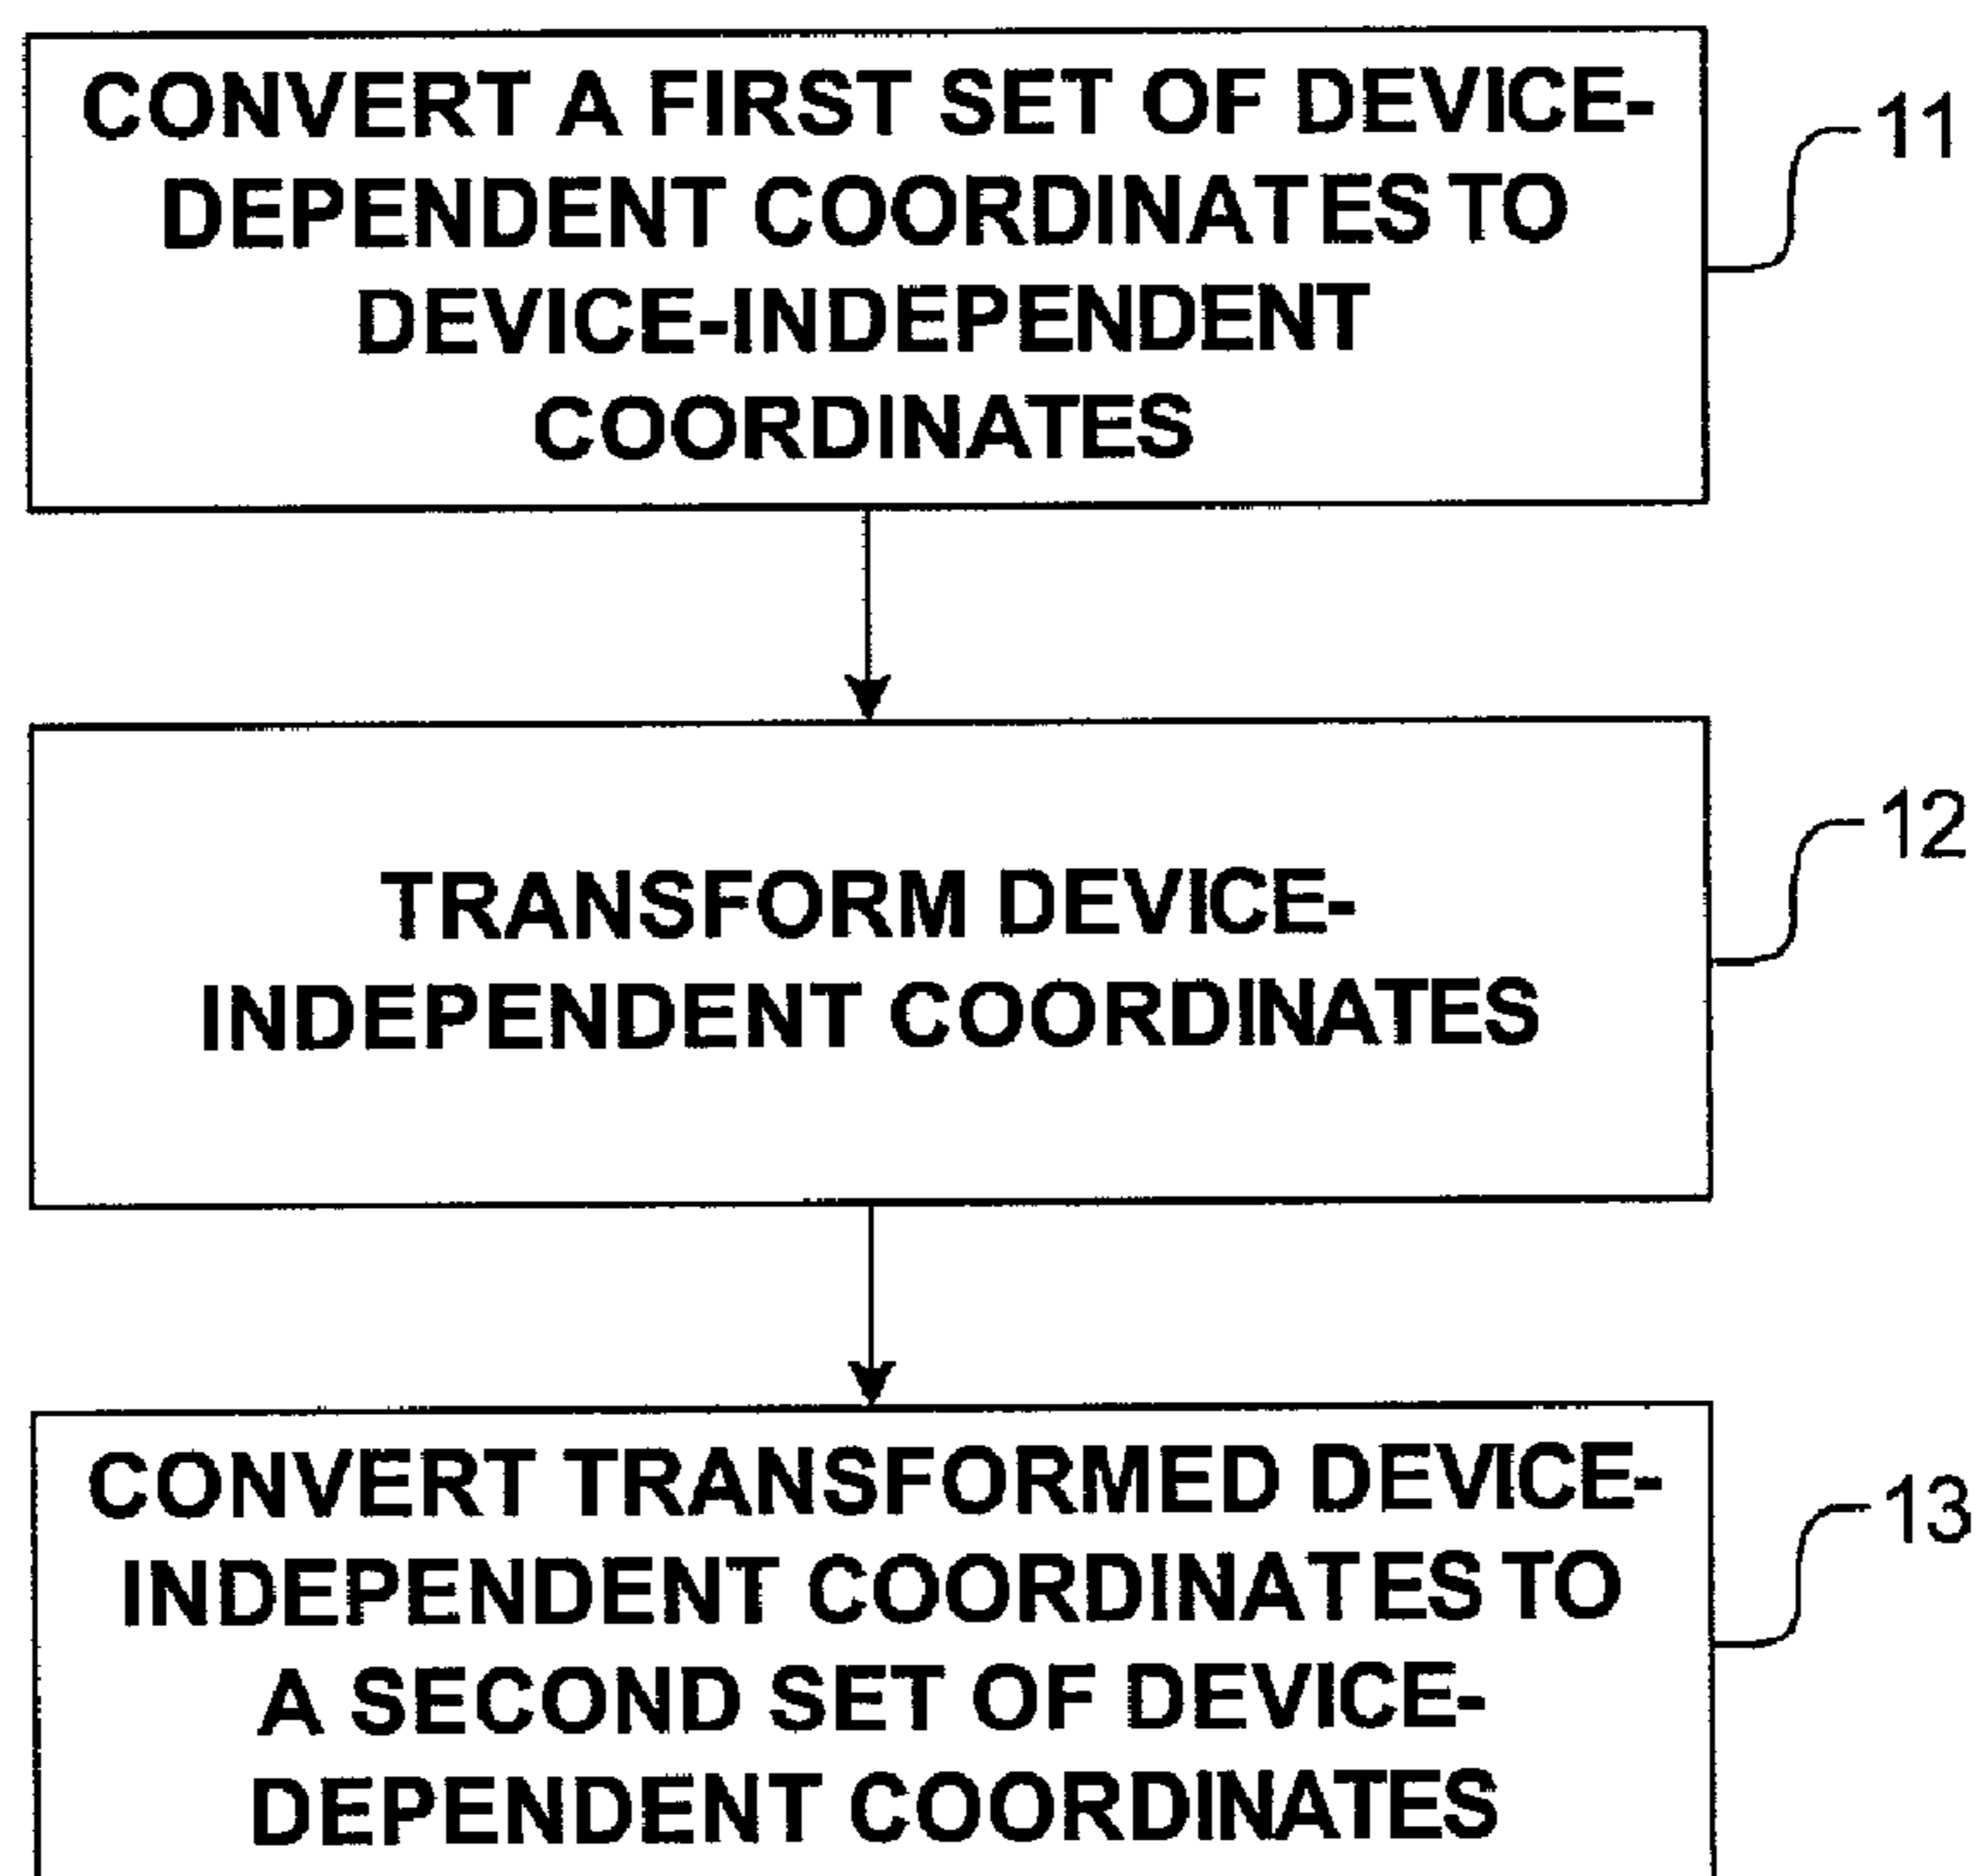 CONVERT A FIRST SET OF DEVICE-
DEPENDENT COORDINATES TO
DEVICE-INDEPENDENT
COORDINATES
11
TRANSFORM DEVICE-
INDEPENDENT COORDINATES
12
CONVERT TRANSFORMED DEVICE-
INDEPENDENT COORDINATES TO
A SECOND SET OF DEVICE-
DEPENDENT COORDINATES
13